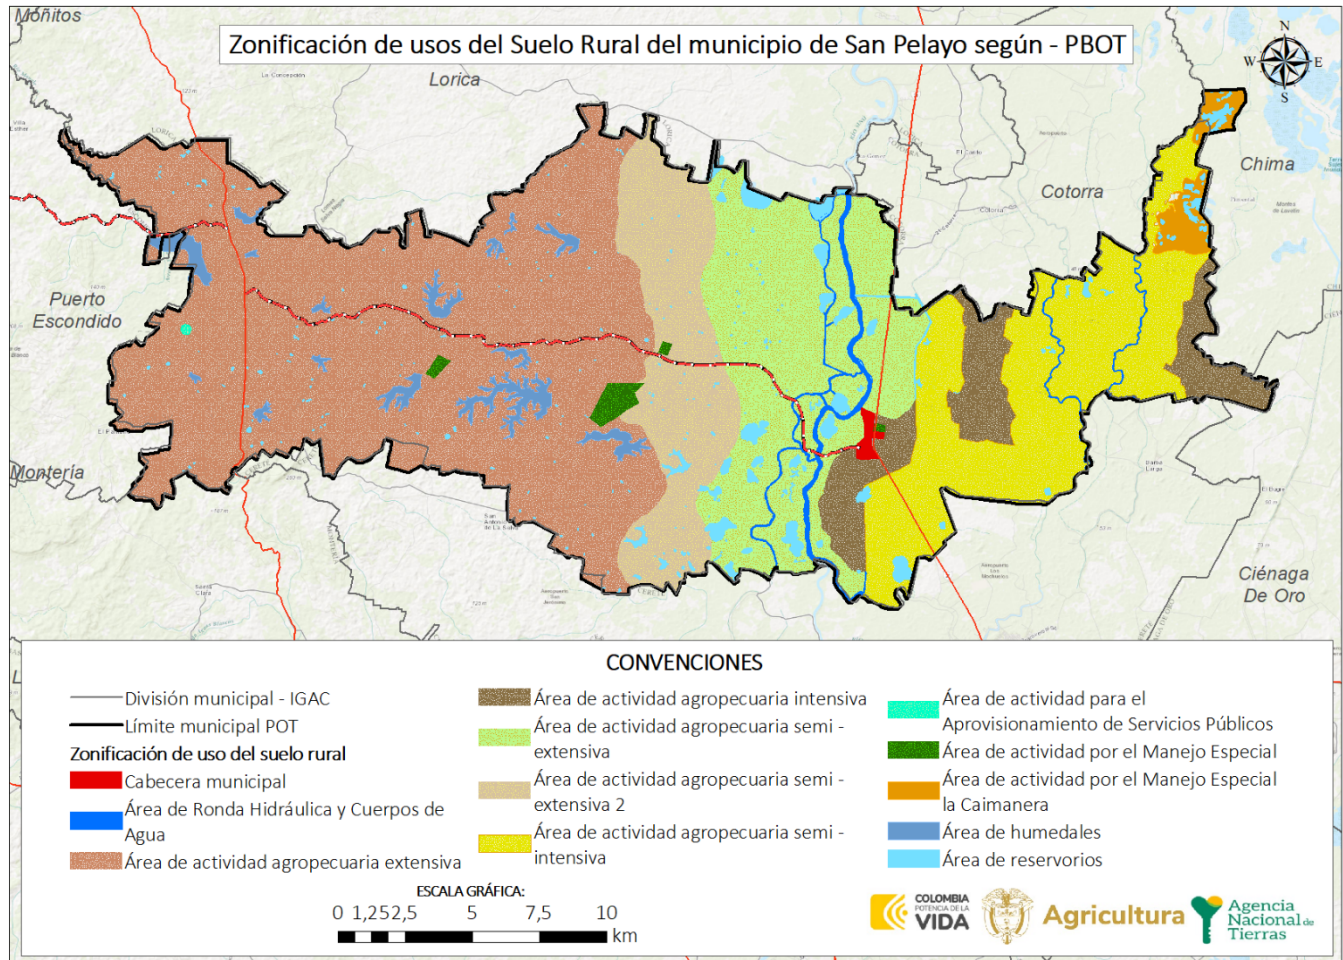 Zonificación de usos del Suelo Rural del municipio de San Pelayo según - PBOT
Moñitos
Lorica
N
W E
S
Chima
Cotorra
Puerto
Escondido
Montería
Ciénaga
De Oro
CONVENCIONES
División municipal - IGAC
Límite municipal POT
Zonificación de uso del suelo rural
Cabecera municipal
Área de Ronda Hidráulica y Cuerpos de
Agua
Área de actividad agropecuaria extensiva
Área de actividad agropecuaria intensiva
Área de actividad agropecuaria semi -
extensiva
Área de actividad agropecuaria semi -
extensiva 2
Área de actividad agropecuaria semi -
intensiva
Área de actividad para el
Aprovisionamiento de Servicios Públicos
Área de actividad por el Manejo Especial
Área de actividad por el Manejo Especial
la Caimanera
Área de humedales
Área de reservorios
ESCALA GRÁFICA:
0 1,252,5 5 7,5 10
km
COLOMBIA
POTENCIA DE LA
VIDA
Agricultura
Agencia
Nacional de
Tierras